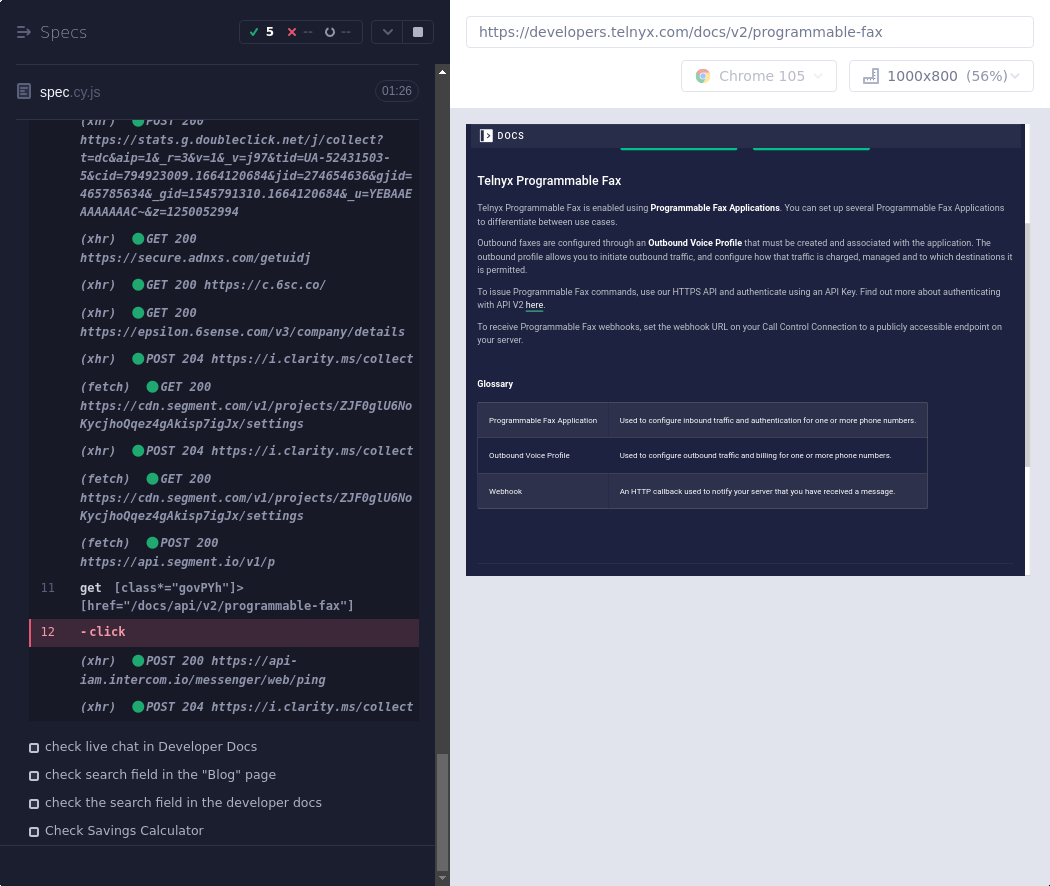 Specs
5
--
--
https://developers.telnyx.com/docs/v2/programmable-fax
Chrome 105
1000x800 (56%)
spec.cy.js
01:26
(xhr) POST 200
https://stats.g.doubleclick.net/j/collect?
t=dc&aip=1&_r=3&v=1&_v=j97&tid=UA-52431503-
5&cid=794923009.1664120684&jid=274654636&gjid=
465785634&_gid=1545791310.1664120684&_u=YEBAAE
AAAAAAAC~&z=1250052994
(xhr) GET 200
https://secure.adnxs.com/getuidj
(xhr) GET 200 https://c.6sc.co/
(xhr) GET 200
https://epsilon.6sense.com/v3/company/details
(xhr) POST 204 https://i.clarity.ms/collect
(fetch) GET 200
https://cdn.segment.com/v1/projects/ZJF0glU6No
KycjhoQqez4gAkisp7igJx/settings
(xhr) POST 204 https://i.clarity.ms/collect
(fetch) GET 200
https://cdn.segment.com/v1/projects/ZJF0glU6No
KycjhoQqez4gAkisp7igJx/settings
(fetch) POST 200
https://api.segment.io/v1/p
11 get [class*="govPYh"]>
[href="/docs/api/v2/programmable-fax"]
12 -click
(xhr) POST 200 https://api-
iam.intercom.io/messenger/web/ping
(xhr) POST 204 https://i.clarity.ms/collect
check live chat in Developer Docs
check search field in the "Blog" page
check the search field in the developer docs
Check Savings Calculator
DOCS
Telnyx Programmable Fax
Telnyx Programmable Fax is enabled using Programmable Fax Applications. You can set up several Programmable Fax Applications
to differentiate between use cases.
Outbound faxes are configured through an Outbound Voice Profile that must be created and associated with the application. The
outbound profile allows you to initiate outbound traffic, and configure how that traffic is charged, managed and to which destinations it
is permitted.
To issue Programmable Fax commands, use our HTTPS API and authenticate using an API Key. Find out more about authenticating
with API V2 here.
To receive Programmable Fax webhooks, set the webhook URL on your Call Control Connection to a publicly accessible endpoint on
your server.
Glossary
Programmable Fax Application Used to configure inbound traffic and authentication for one or more phone numbers.
Outbound Voice Profile Used to configure outbound traffic and billing for one or more phone numbers.
Webhook An HTTP callback used to notify your server that you have received a message.